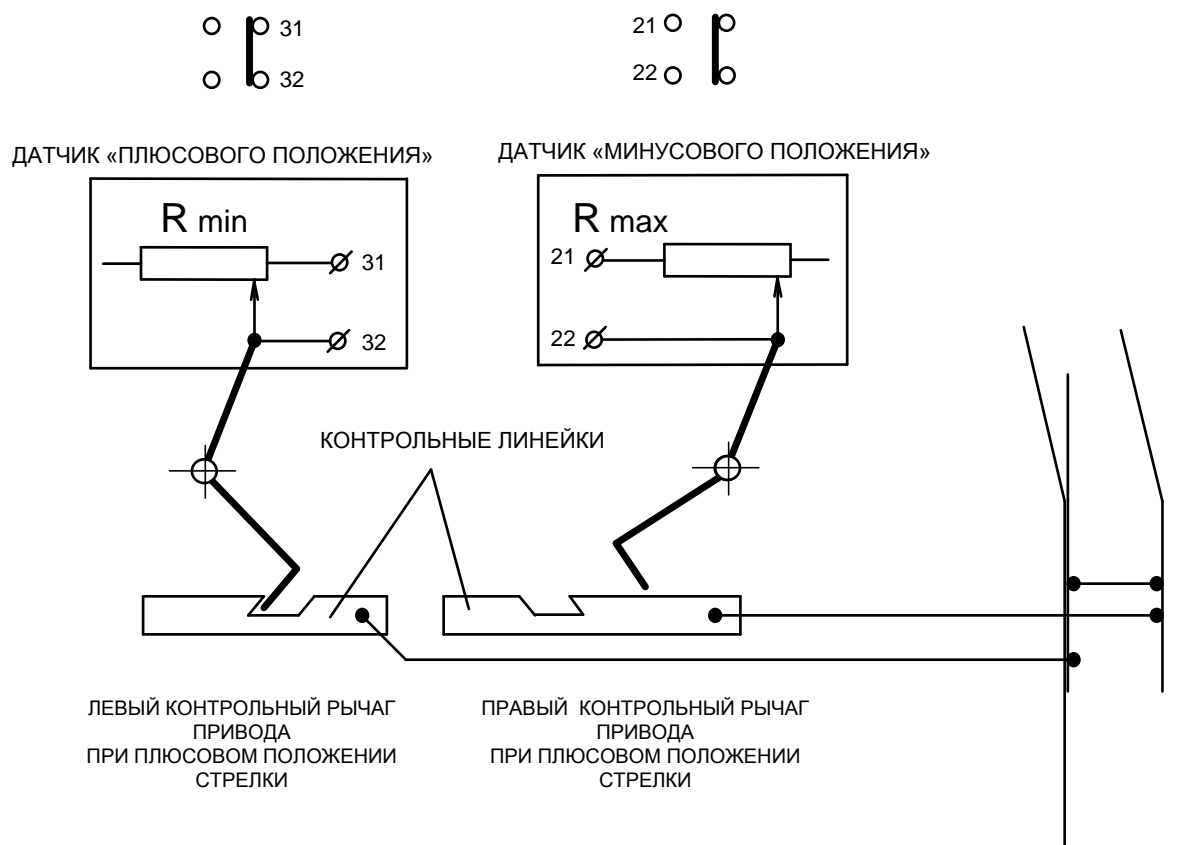 31
32
21
22
ДАТЧИК «ПЛЮСОВОГО ПОЛОЖЕНИЯ»
ДАТЧИК «МИНУСОВОГО ПОЛОЖЕНИЯ»
R min
31
32
R max
21
22
КОНТРОЛЬНЫЕ ЛИНЕЙКИ
ЛЕВЫЙ КОНТРОЛЬНЫЙ РЫЧАГ
ПРИВОДА
ПРИ ПЛЮСОВОМ ПОЛОЖЕНИИ
СТРЕЛКИ
ПРАВЫЙ КОНТРОЛЬНЫЙ РЫЧАГ
ПРИВОДА
ПРИ ПЛЮСОВОМ ПОЛОЖЕНИИ
СТРЕЛКИ